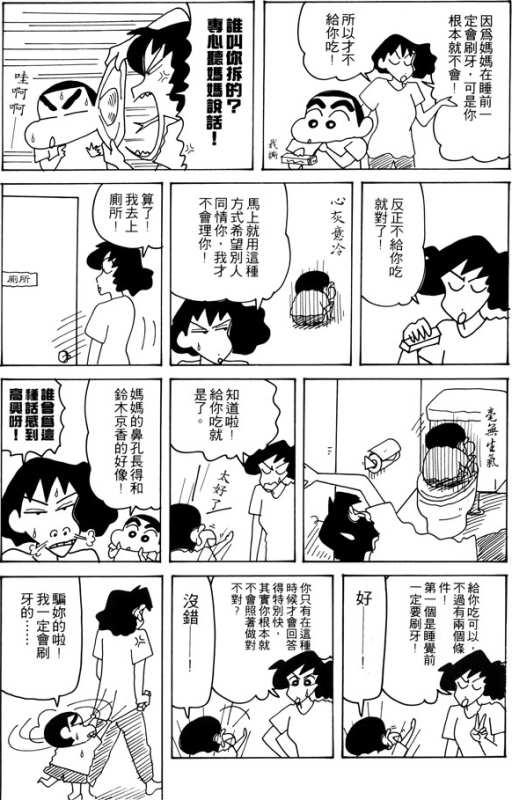 因為媽媽在睡前一
定會刷牙，可是你
根本就不會！
所以才不
給你吃！
我撕
誰叫你拆的？
專心聽媽媽說話！
哇啊啊
反正不給你吃
就對了！
心灰意冷
馬上就用這種
方式希望別人
同情你，我才
不會理你！
算了！
我去上
廁所！
廁所
毫無生氣
知道啦！
給你吃就
是了。
太好了
媽媽的鼻孔長得和
鈴木京香的好像！
誰會為這
種話感到
高興呀！
給你吃可以，
不過有兩個條
件！
第一個是睡覺前
一定要刷牙！
好——！
你只有在這種
時候才會回答
得特別快，
其實你根本就
不會照著做對
不對？
沒錯——！
騙妳的啦！
我一定會刷
牙的……